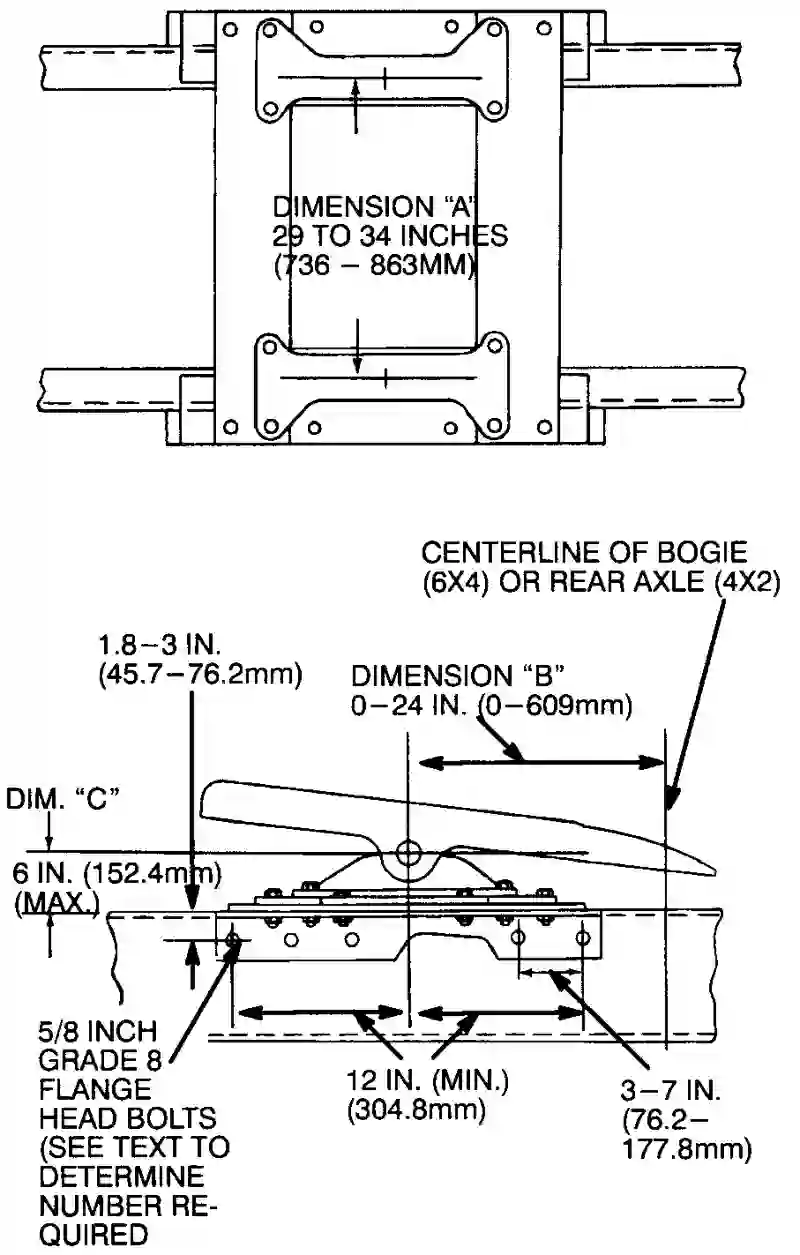 DIMENSION “A”
29 TO 34 INCHES
(736 – 863MM)
CENTERLINE OF BOGIE
(6X4) OR REAR AXLE (4X2)
1.8–3 IN.
(45.7–76.2mm)
DIMENSION “B”
0–24 IN. (0–609mm)
DIM. “C”
6 IN. (152.4mm)
(MAX.)
5/8 INCH
GRADE 8
FLANGE
HEAD BOLTS
(SEE TEXT TO
DETERMINE
NUMBER RE-
QUIRED
12 IN. (MIN.)
(304.8mm)
3–7 IN.
(76.2–
177.8mm)